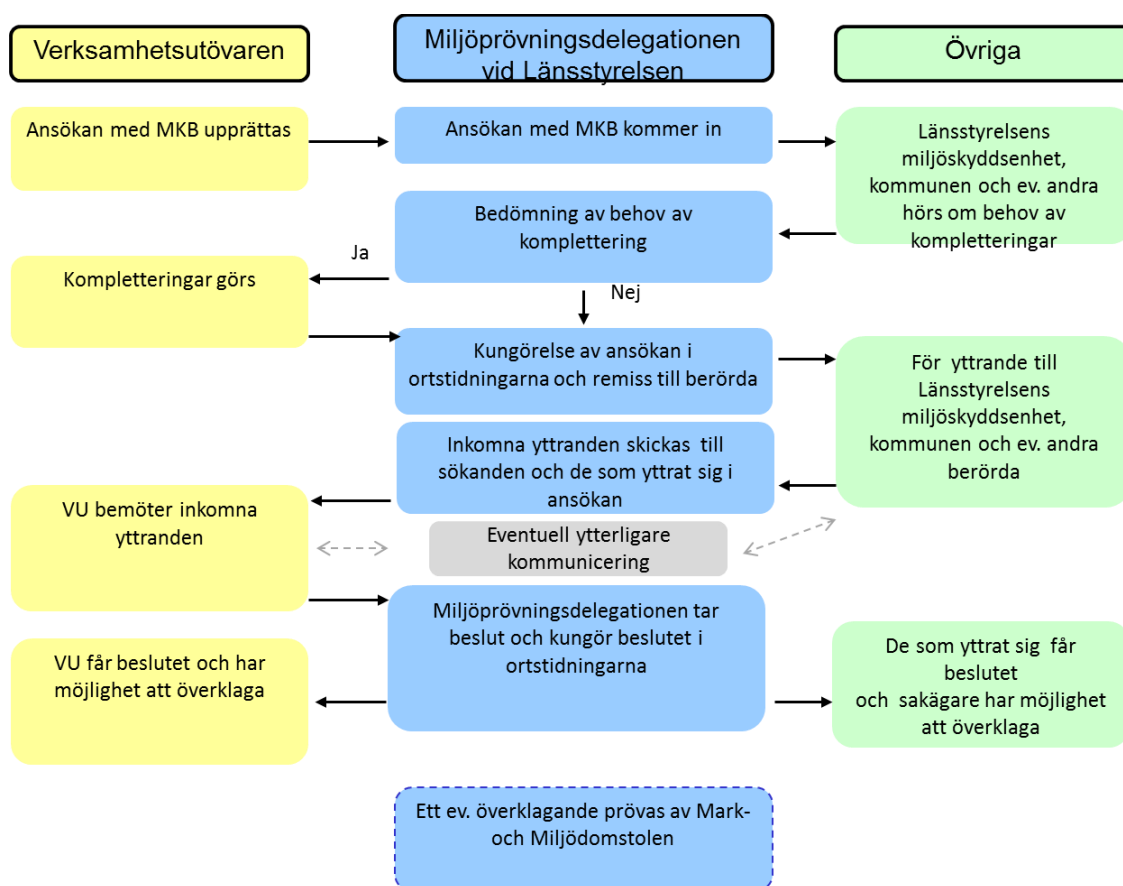 Verksamhetsutövaren
Miljöprövningsdelegationen
vid Länsstyrelsen
Övriga
Ansökan med MKB upprättas
Ansökan med MKB kommer in
Länsstyrelsens
miljöskyddsenhet,
kommunen och ev. andra
hörs om behov av
kompletteringar
Bedömning av behov av
komplettering
Ja
Kompletteringar görs
Nej
Kungörelse av ansökan i
ortstidningarna och remiss till berörda
För yttrande till
Länsstyrelsens
miljöskyddsenhet,
kommunen och ev. andra
berörda
Inkomna yttranden skickas till
sökanden och de som yttrat sig i
ansökan
VU bemöter inkomna
yttranden
Eventuell ytterligare
kommunicering
Miljöprövningsdelegationen tar
beslut och kungör beslutet i
ortstidningarna
VU får beslutet och har
möjlighet att överklaga
De som yttrat sig får
beslutet
och sakägare har möjlighet
att överklaga
Ett ev. överklagande prövas av Mark-
och Miljödomstolen